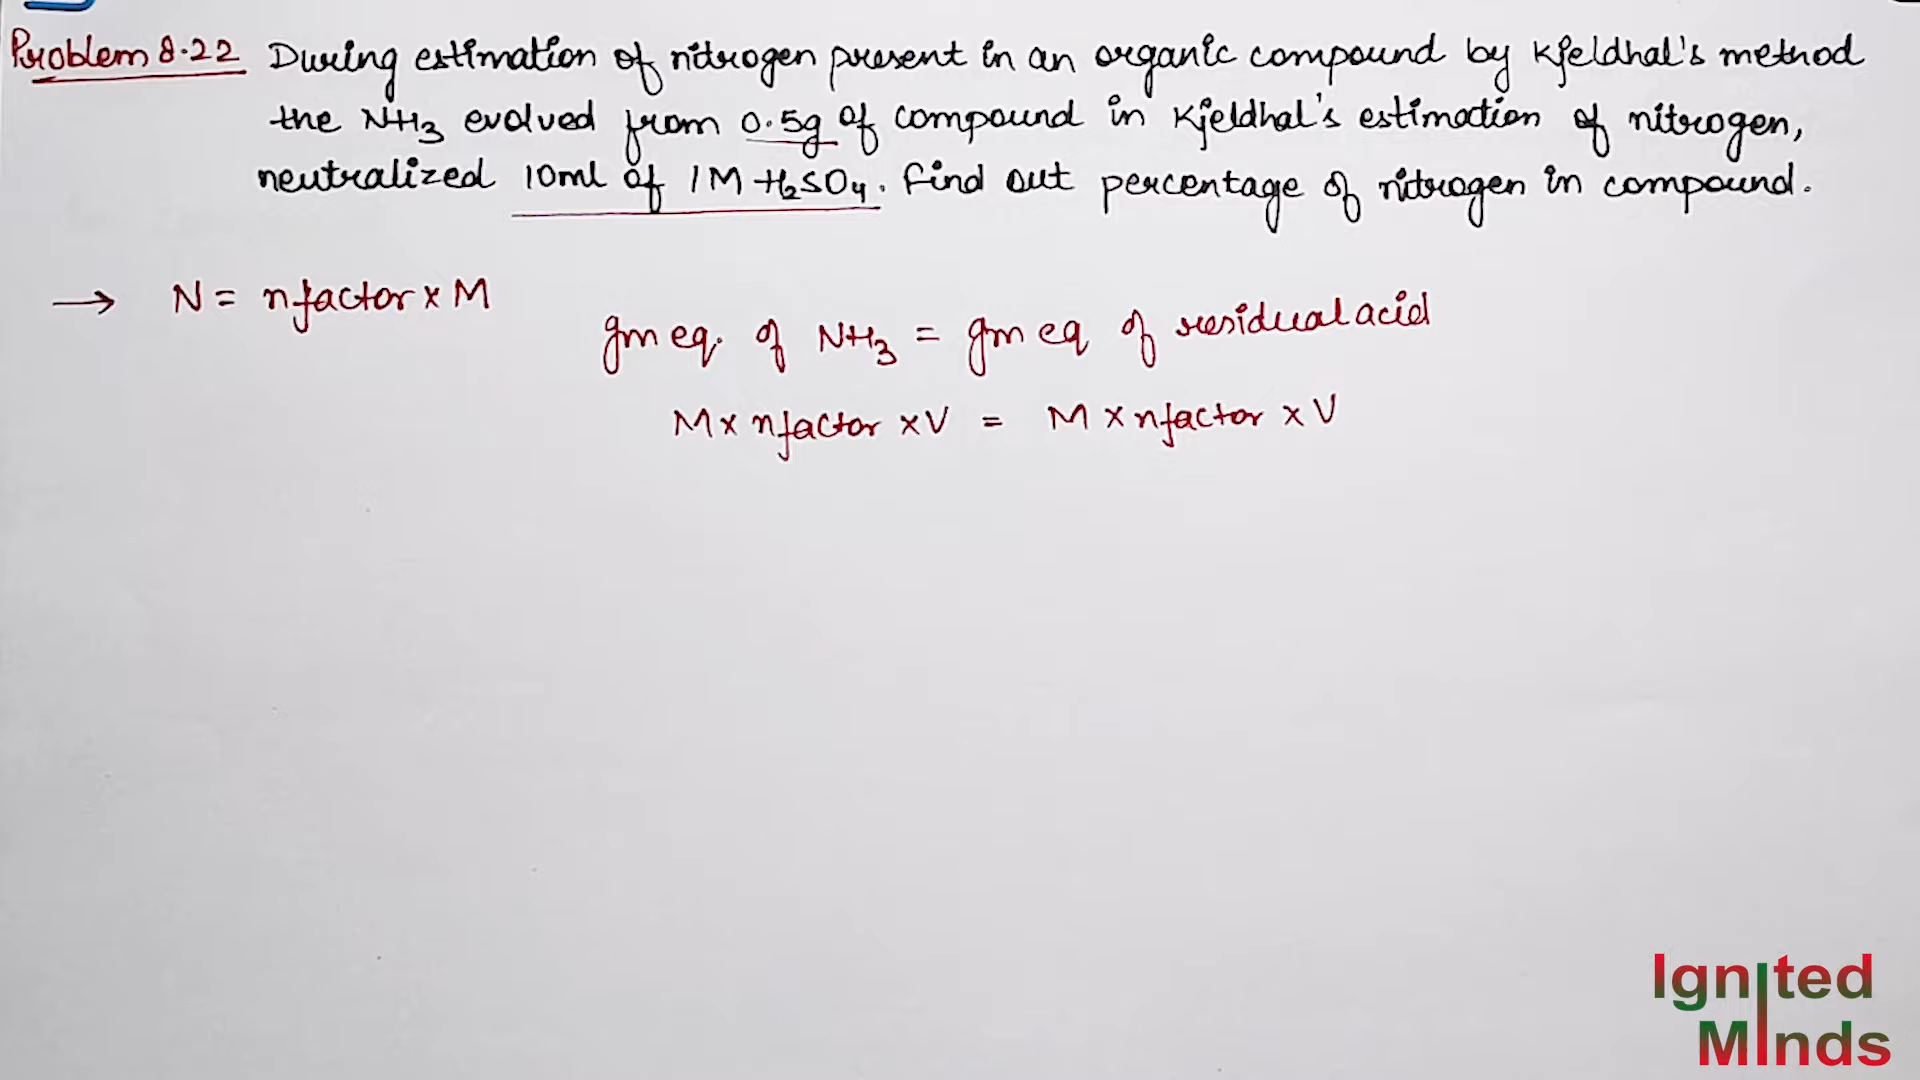 Problem 8.22 During estimation of nitrogen present in an organic compound by Kjeldhal's method
the NH3 evolved from 0.5g of compound in Kjeldhal's estimation of nitrogen,
neutralized 10ml of 1M H2SO4. Find out percentage of nitrogen in compound.
→ N = nfactor × M
gm eq. of NH3 = gm eq of residual acid
M × nfactor × V = M × nfactor × V
Ignited
Minds